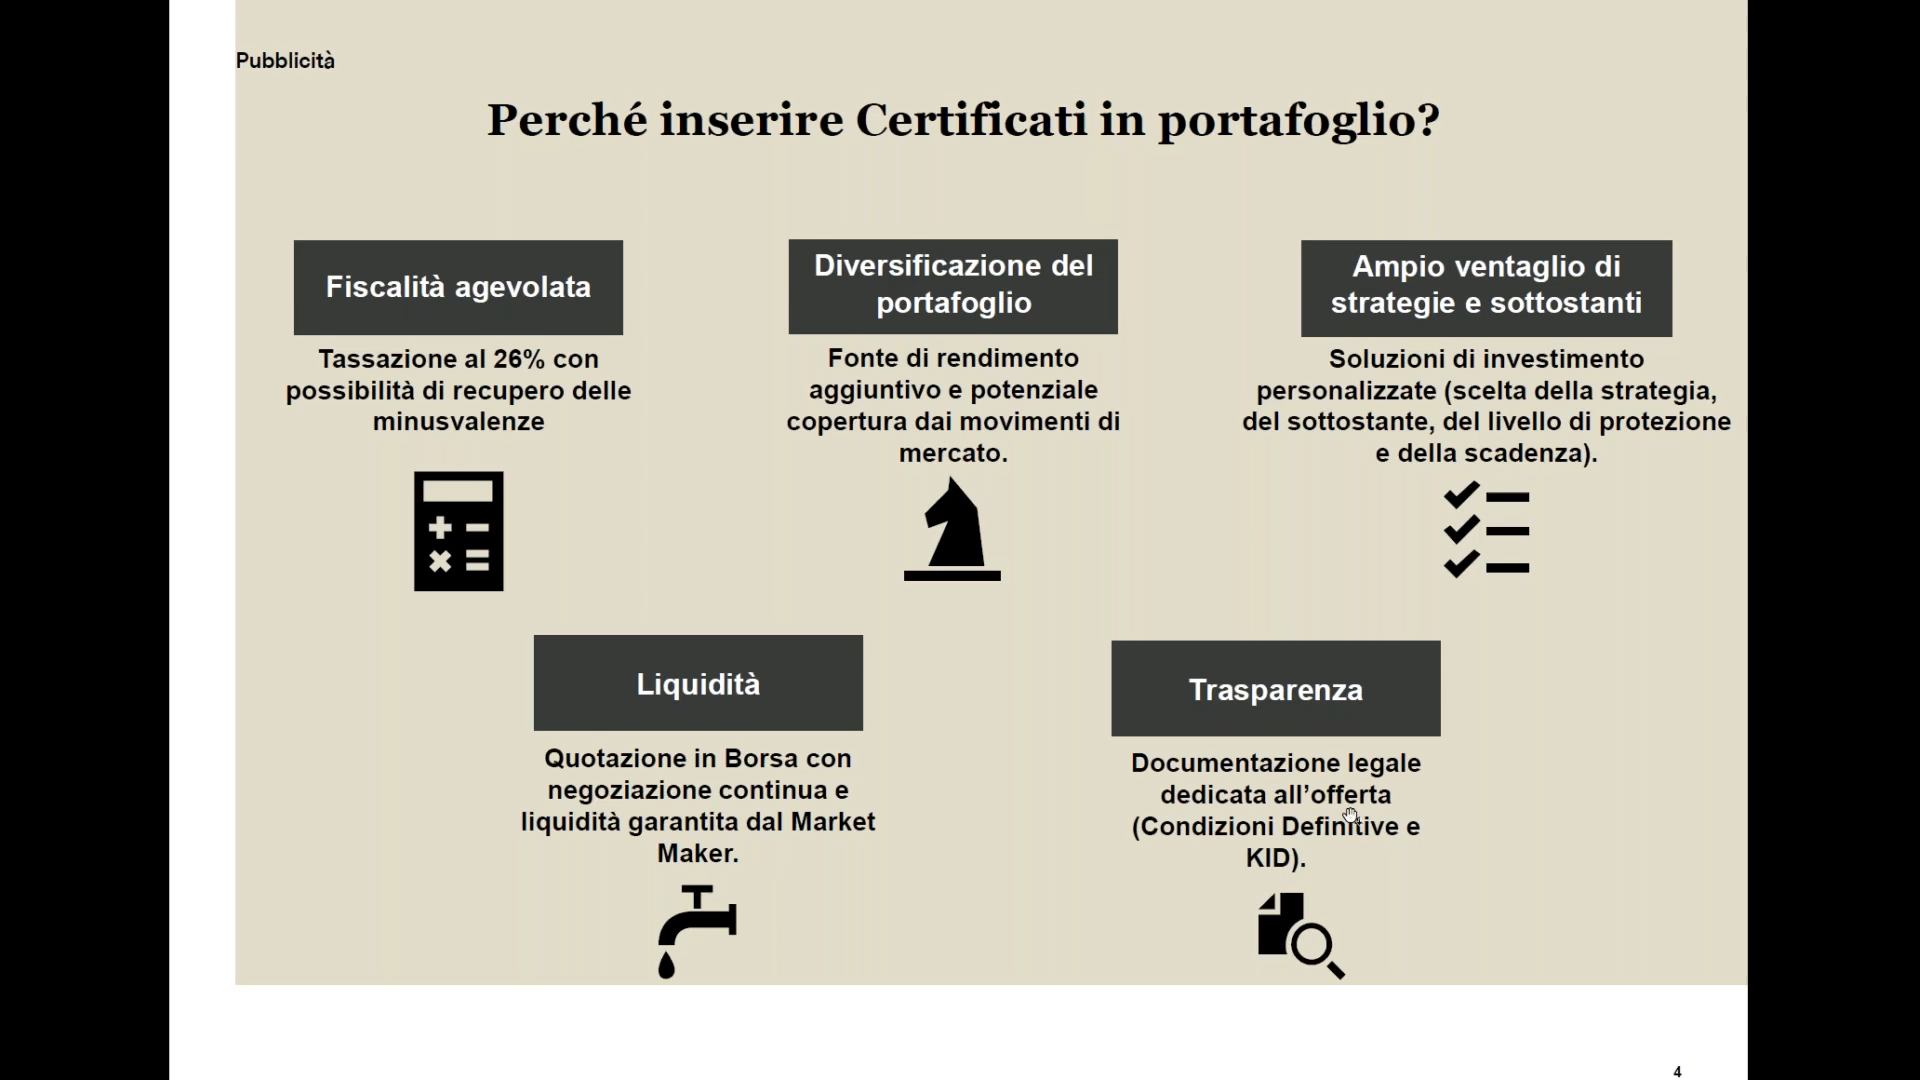 Pubblicità
Perché inserire Certificati in portafoglio?
Fiscalità agevolata
Tassazione al 26% con
possibilità di recupero delle
minusvalenze
Diversificazione del
portafoglio
Fonte di rendimento
aggiuntivo e potenziale
copertura dai movimenti di
mercato.
Ampio ventaglio di
strategie e sottostanti
Soluzioni di investimento
personalizzate (scelta della strategia,
del sottostante, del livello di protezione
e della scadenza).
Liquidità
Quotazione in Borsa con
negoziazione continua e
liquidità garantita dal Market
Maker.
Trasparenza
Documentazione legale
dedicata all’offerta
(Condizioni Definitive e
KID).
4